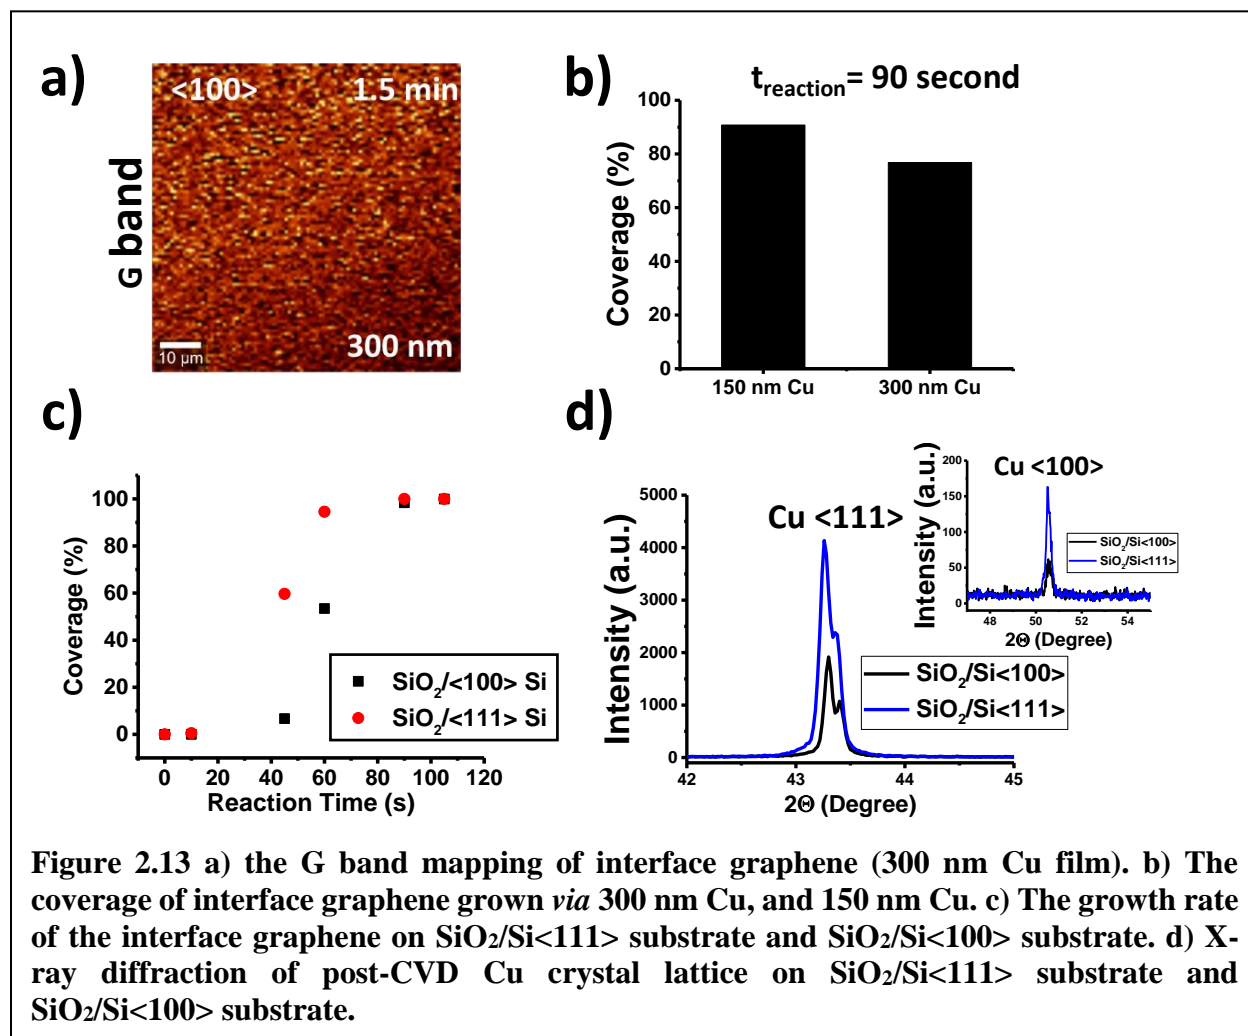 a)
<100>
1.5 min
G band
10 µm
300 nm
b)
t_reaction= 90 second
Coverage (%)
100
80
60
40
20
0
150 nm Cu
300 nm Cu
c)
Coverage (%)
100
80
60
40
20
0
0
20
40
60
80
100
120
Reaction Time (s)
SiO₂/<100> Si
SiO₂/<111> Si
d)
Cu <111>
Intensity (a.u.)
5000
4000
3000
2000
1000
0
42
43
44
45
2Θ (Degree)
SiO₂/Si<100>
SiO₂/Si<111>
Cu <100>
Intensity (a.u.)
200
150
100
50
0
48
50
52
54
2Θ (Degree)
SiO₂/Si<100>
SiO₂/Si<111>
Figure 2.13 a) the G band mapping of interface graphene (300 nm Cu film). b) The
coverage of interface graphene grown via 300 nm Cu, and 150 nm Cu. c) The growth rate
of the interface graphene on SiO₂/Si<111> substrate and SiO₂/Si<100> substrate. d) X-
ray diffraction of post-CVD Cu crystal lattice on SiO₂/Si<111> substrate and
SiO₂/Si<100> substrate.